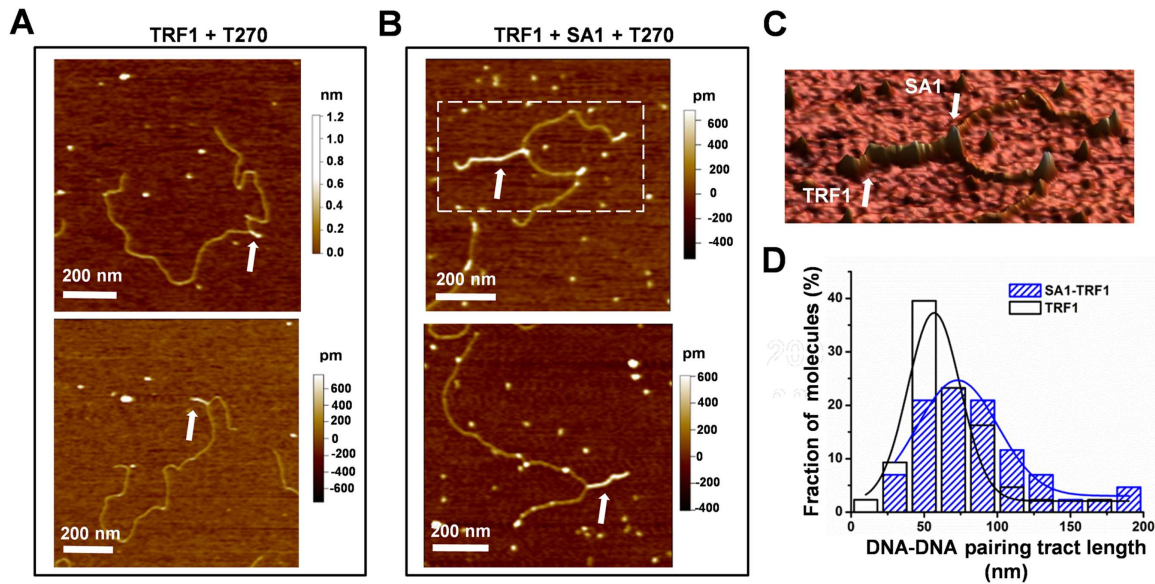 A
TRF1 + T270
nm
1.2
1.0
0.8
0.6
0.4
0.2
0.0
200 nm
pm
600
400
200
0
-200
-400
-600
200 nm
B
TRF1 + SA1 + T270
pm
600
400
200
0
-200
-400
200 nm
pm
600
400
200
0
-200
-400
200 nm
C
SA1
TRF1
D
Fraction of molecules (%)
40
30
20
10
0
SA1-TRF1
TRF1
0
50
100
150
200
DNA-DNA pairing tract length
(nm)